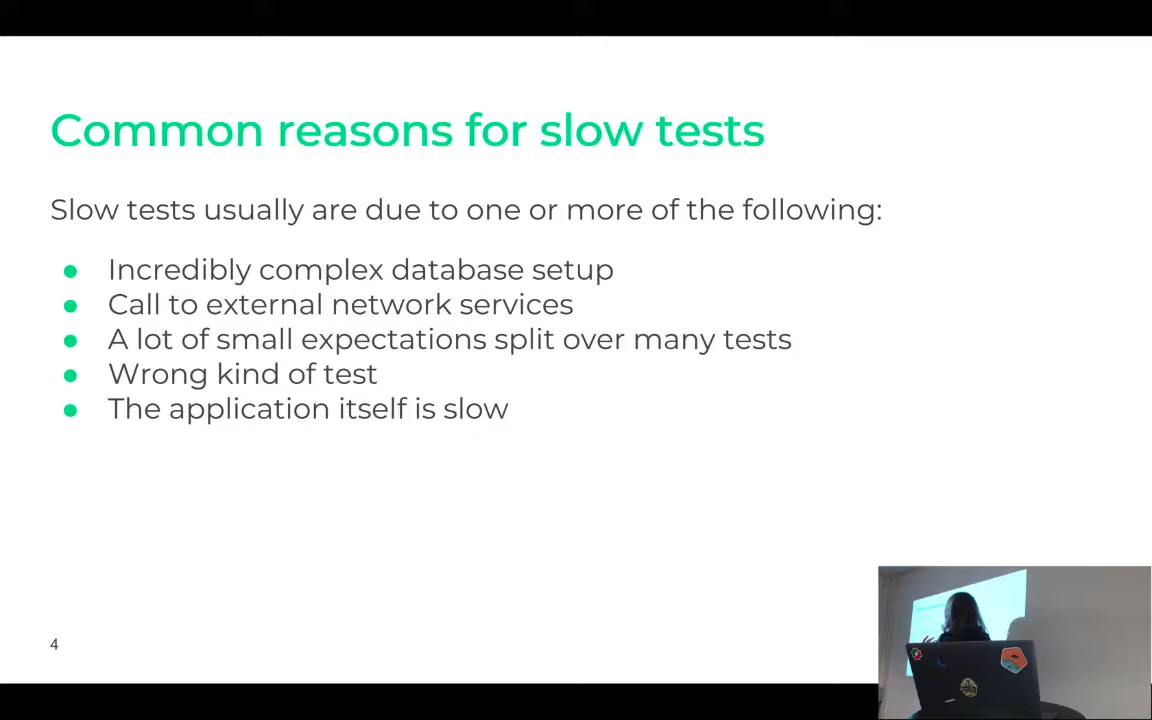 Common reasons for slow tests
Slow tests usually are due to one or more of the following:
● Incredibly complex database setup
● Call to external network services
● A lot of small expectations split over many tests
● Wrong kind of test
● The application itself is slow
4